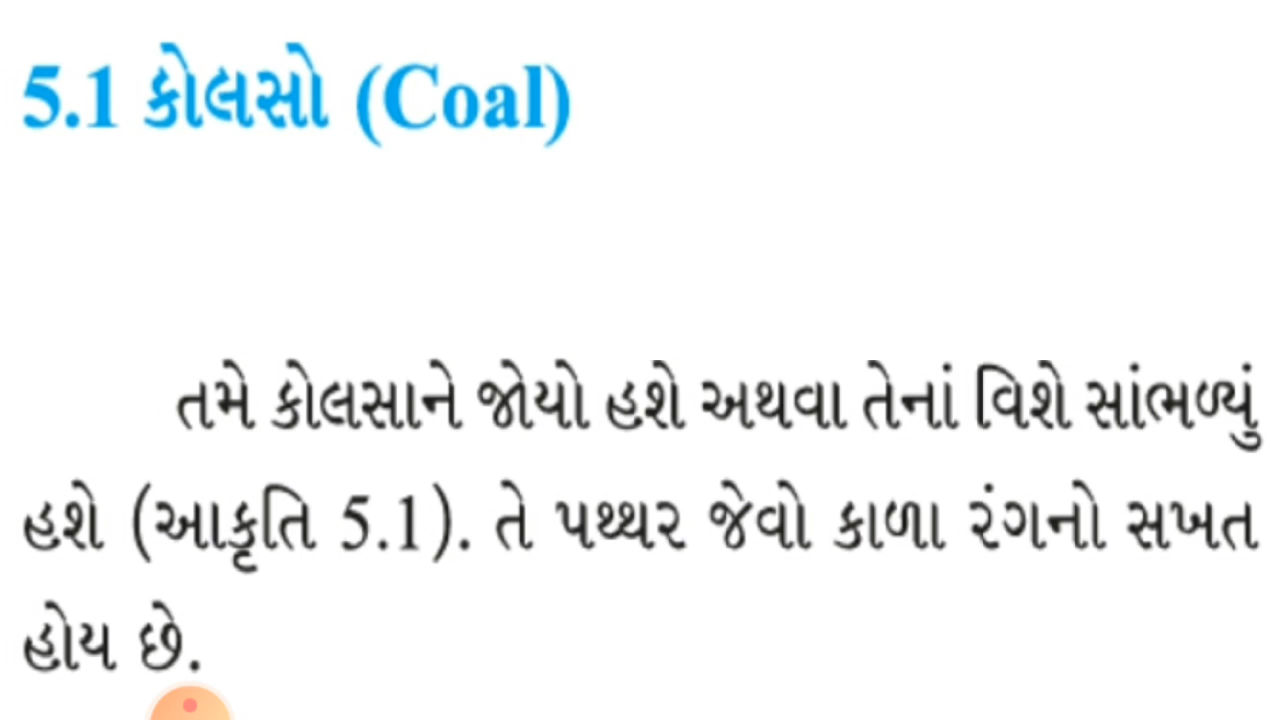 5.1 કોલસો (Coal)
તમે કોલસાને જોયો હશે અથવા તેનાં વિશે સાંભળ્યું
હશે (આકૃતિ 5.1). તે પથ્થર જેવો કાળા રંગનો સખત
હોય છે.